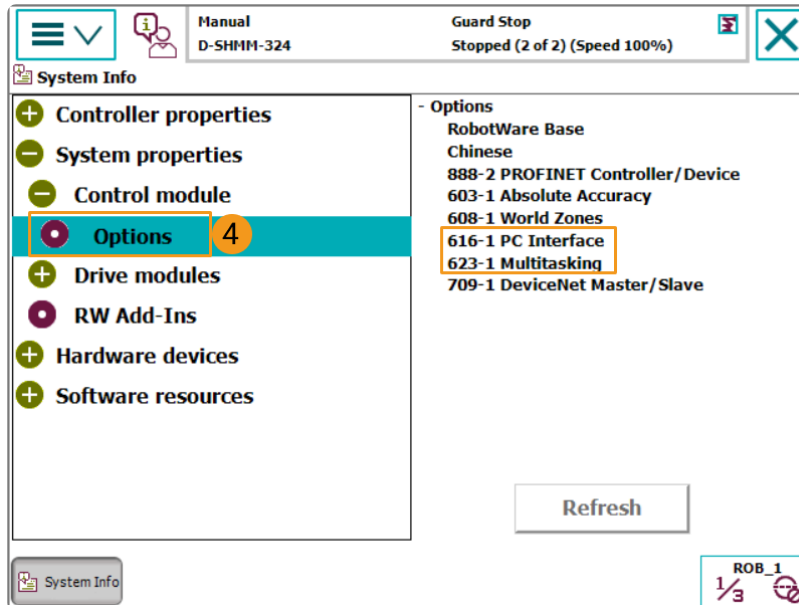 Manual
D-SHMM-324
Guard Stop
Stopped (2 of 2) (Speed 100%)
System Info
Controller properties
System properties
Control module
Options
4
Drive modules
RW Add-Ins
Hardware devices
Software resources
- Options
RobotWare Base
Chinese
888-2 PROFINET Controller/Device
603-1 Absolute Accuracy
608-1 World Zones
616-1 PC Interface
623-1 Multitasking
709-1 DeviceNet Master/Slave
Refresh
System Info
ROB_1
1/3